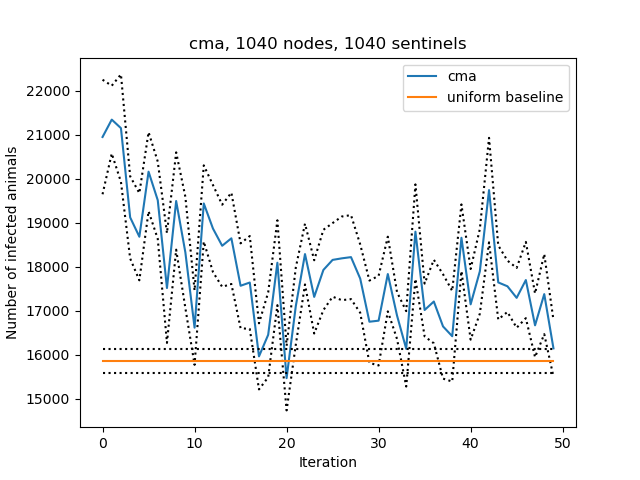 cma, 1040 nodes, 1040 sentinels
cma
uniform baseline
Number of infected animals
22000
21000
20000
19000
18000
17000
16000
15000
0
10
20
30
40
50
Iteration